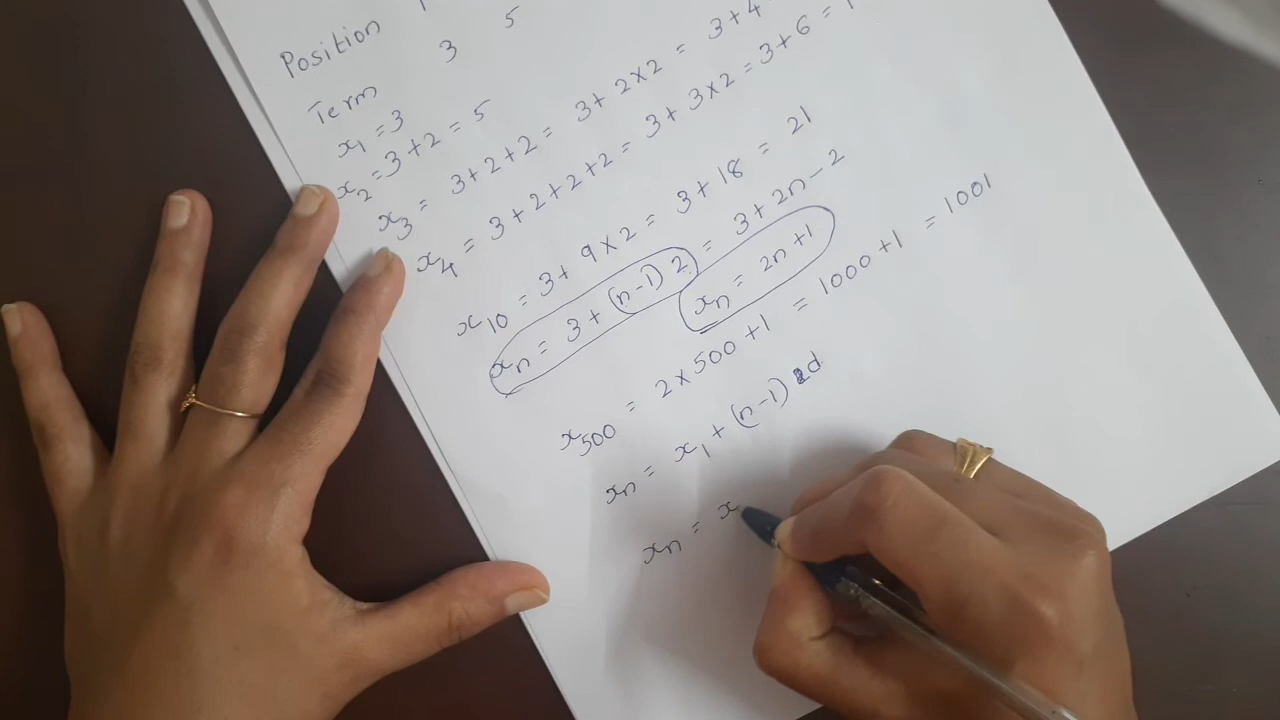 Position 1
Term 3 5
x₁ = 3
x₂ = 3 + 2 = 5
x₃ = 3 + 2 + 2 = 3 + 2 × 2 = 3 + 4
x₄ = 3 + 2 + 2 + 2 = 3 + 3 × 2 = 3 + 6 = 1
x₁₀ = 3 + 9 × 2 = 3 + 18 = 21
xₙ = 3 + (n-1) 2 = 3 + 2n - 2
xₙ = 2n + 1
x₅₀₀ = 2 × 500 + 1 = 1000 + 1 = 1001
xₙ = x₁ + (n-1) d
xₙ = x